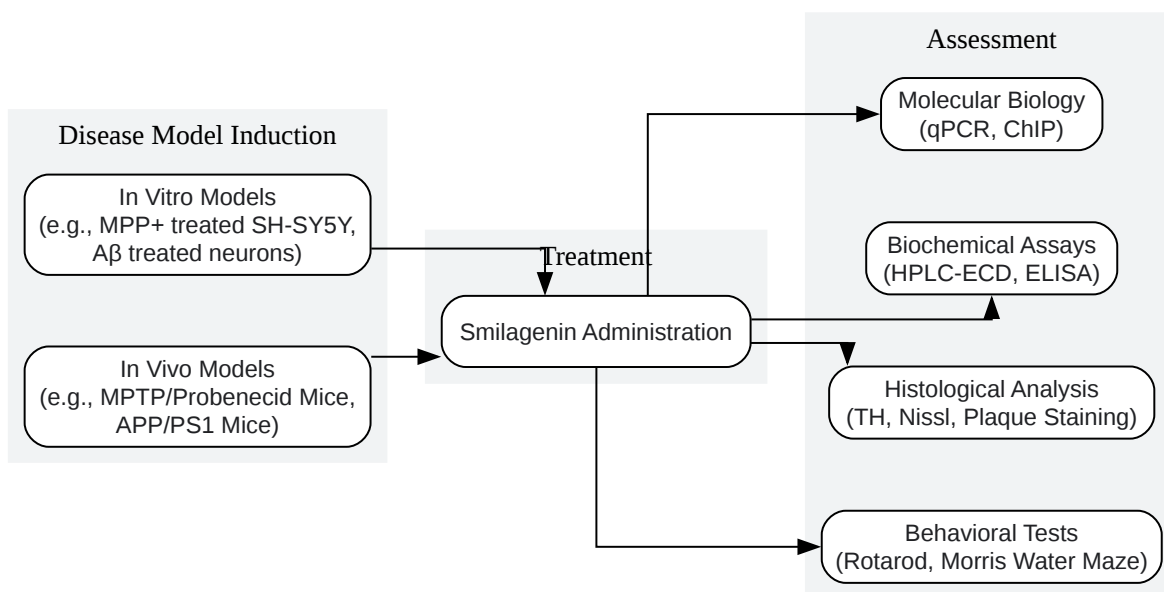 Disease Model Induction
In Vitro Models
(e.g., MPP+ treated SH-SY5Y,
Aβ treated neurons)
In Vivo Models
(e.g., MPTP/Probenecid Mice,
APP/PS1 Mice)
Treatment
Smilagenin Administration
Assessment
Molecular Biology
(qPCR, ChIP)
Biochemical Assays
(HPLC-ECD, ELISA)
Histological Analysis
(TH, Nissl, Plaque Staining)
Behavioral Tests
(Rotarod, Morris Water Maze)